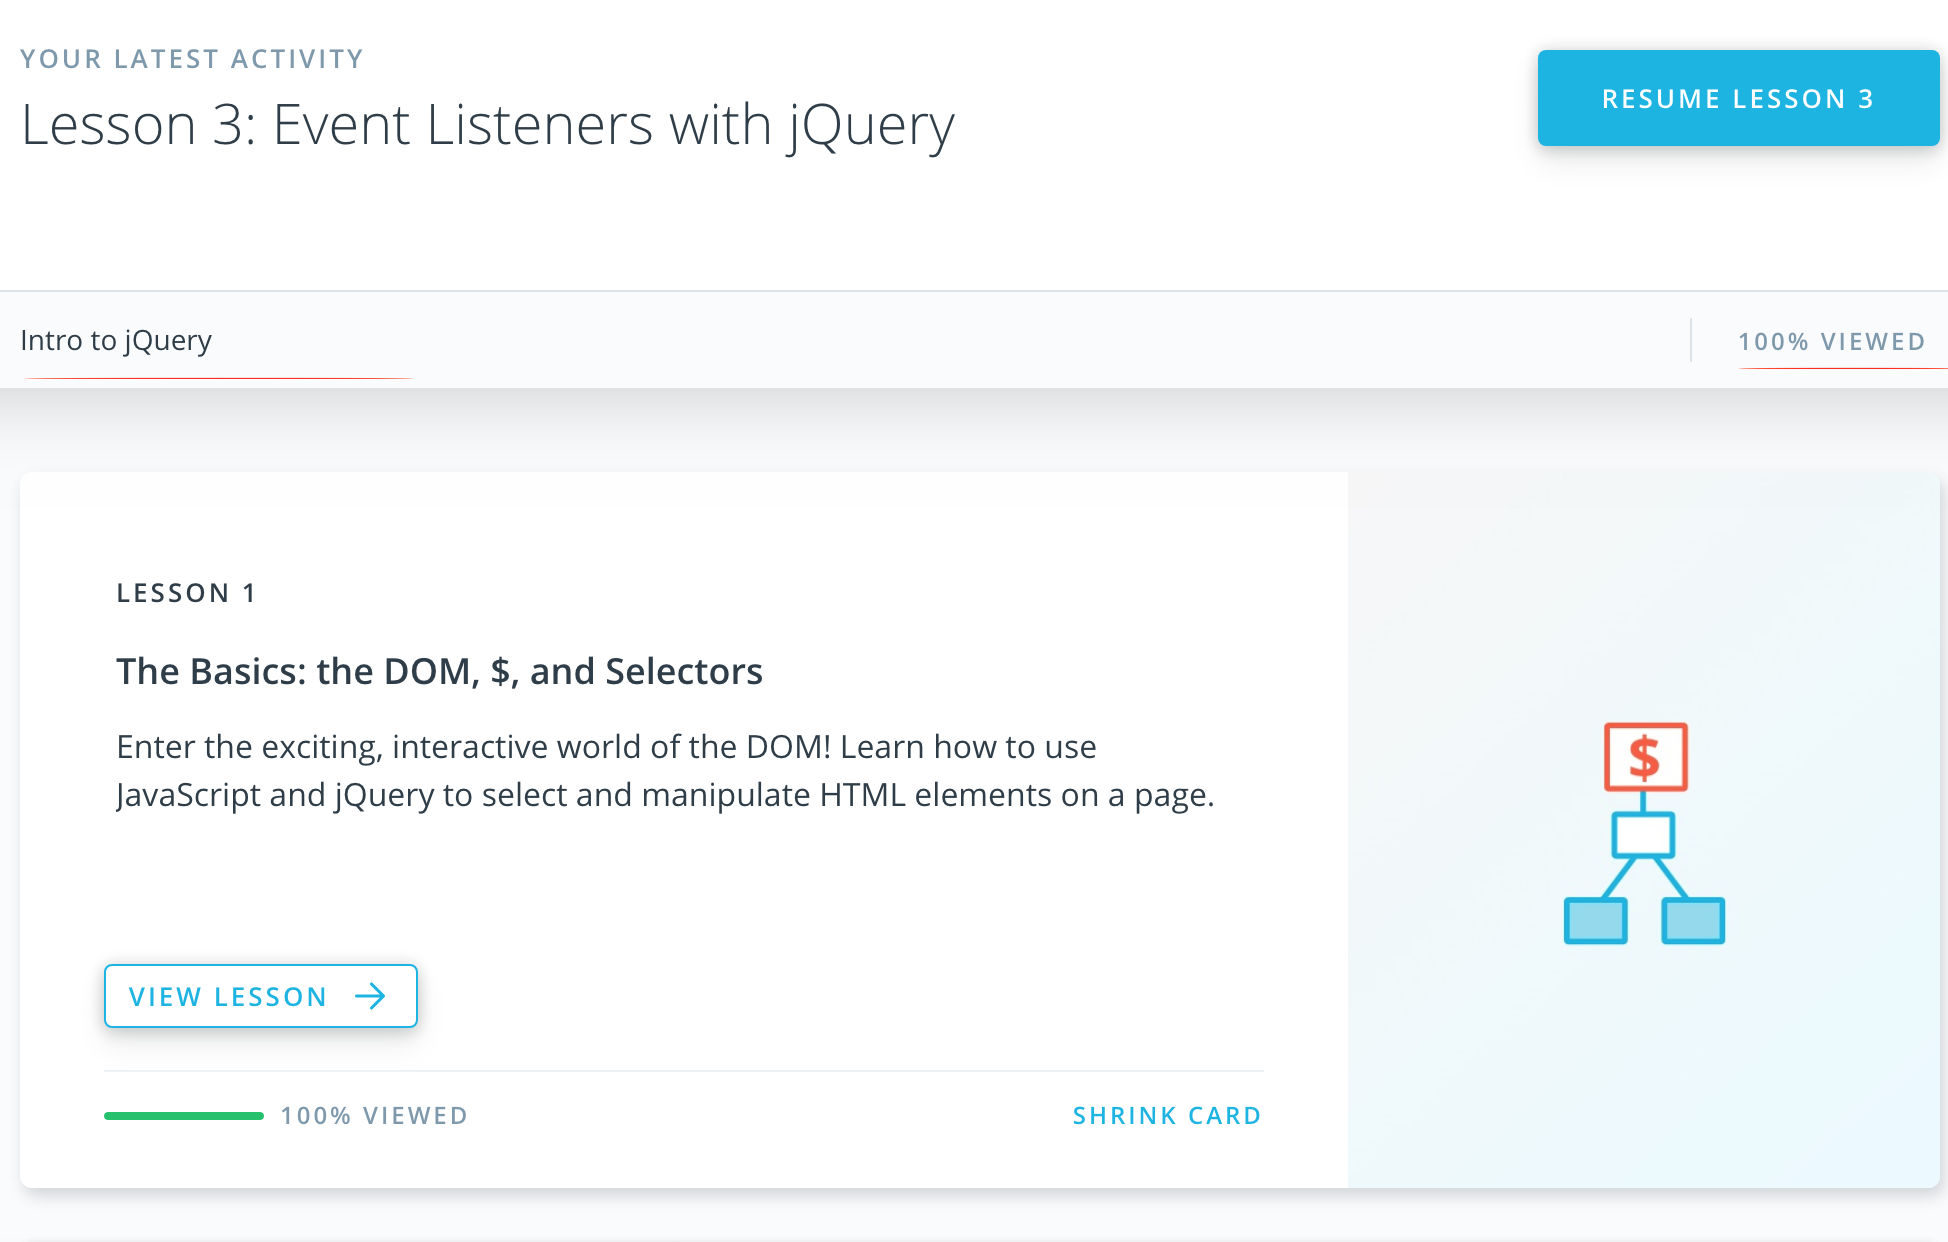 YOUR LATEST ACTIVITY
Lesson 3: Event Listeners with jQuery
RESUME LESSON 3
Intro to jQuery
100% VIEWED
LESSON 1
The Basics: the DOM, $, and Selectors
Enter the exciting, interactive world of the DOM! Learn how to use
JavaScript and jQuery to select and manipulate HTML elements on a page.
$
VIEW LESSON
100% VIEWED
SHRINK CARD